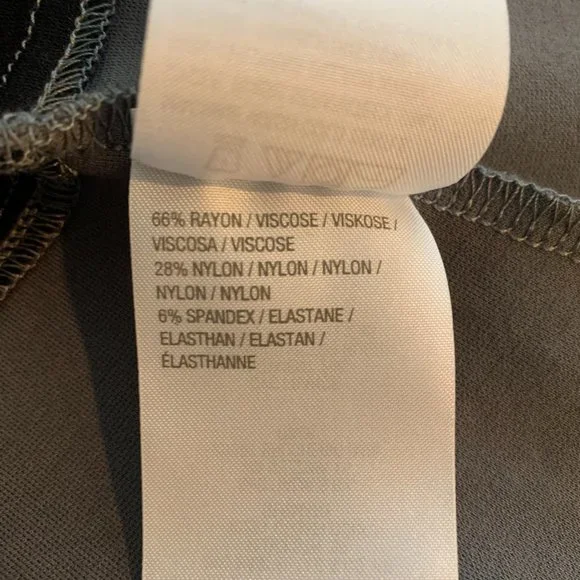 66% RAYON / VISCOSE / VISKOSE /
VISCOSA / VISCOSE
28% NYLON / NYLON / NYLON /
NYLON / NYLON
6% SPANDEX / ELASTANE /
ELASTHAN / ELASTAN /
ÉLASTHANNE